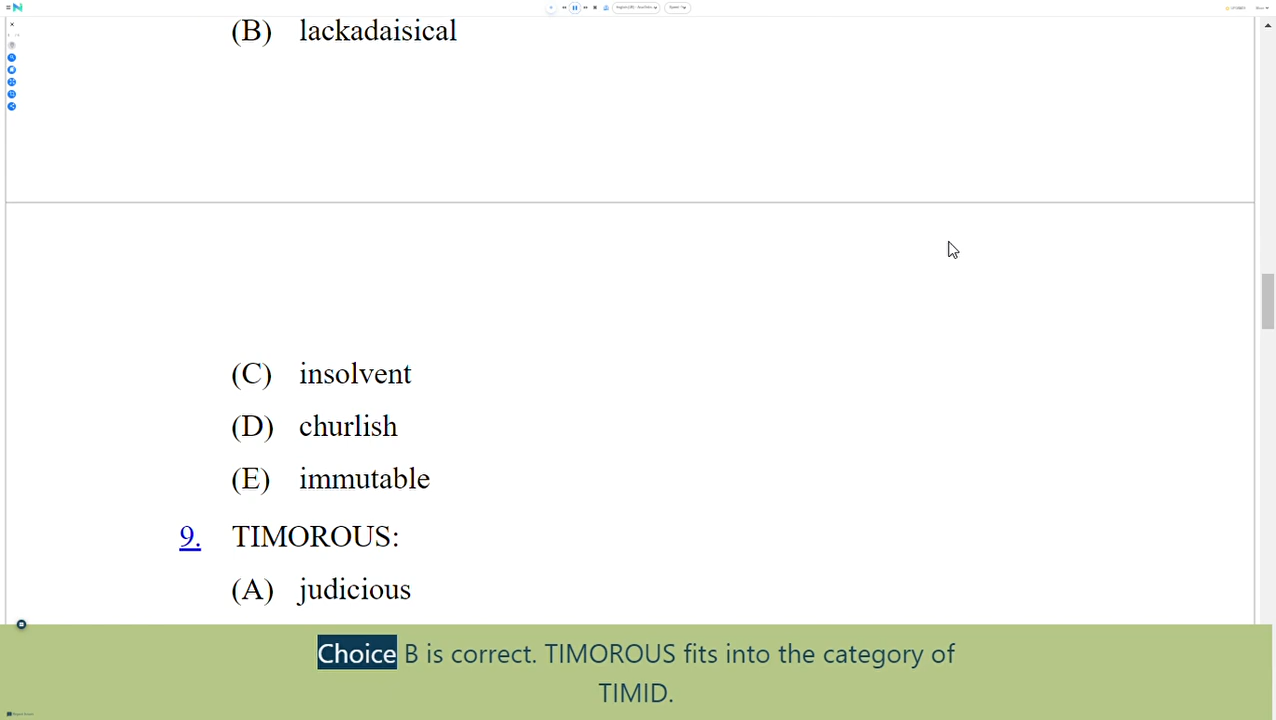 (B) lackadaisical
(C) insolvent
(D) churlish
(E) immutable
9. TIMOROUS:
(A) judicious
Choice B is correct. TIMOROUS fits into the category of
TIMID.